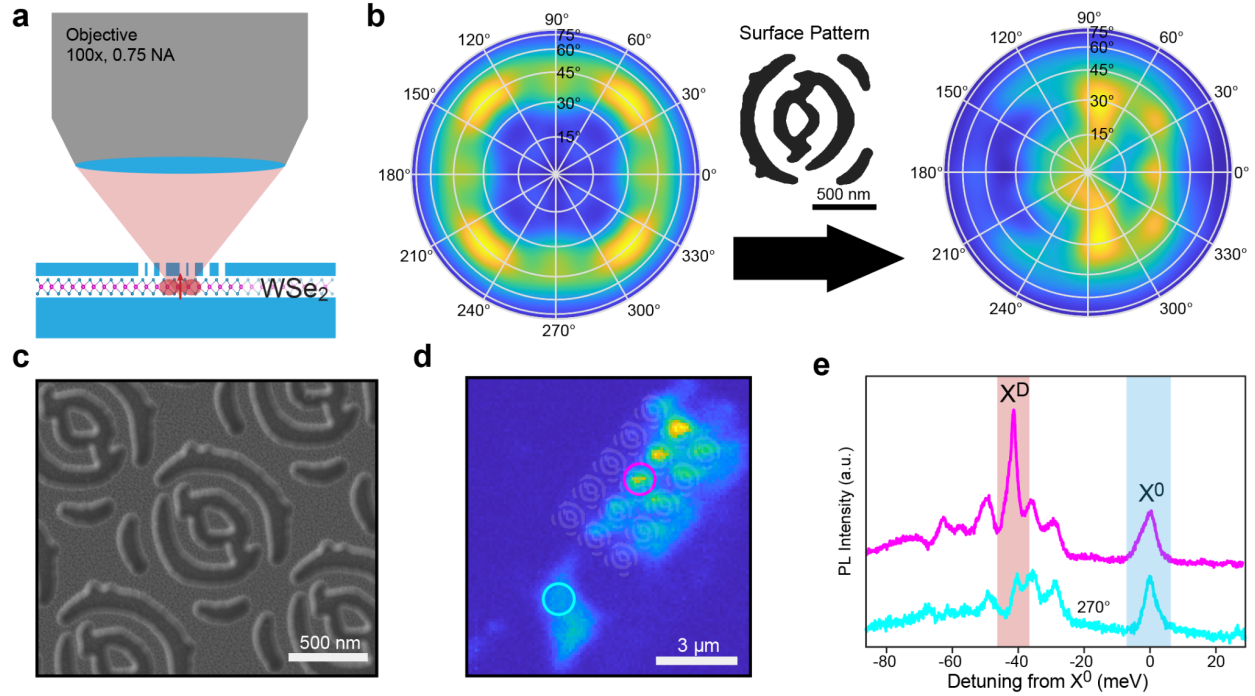 a
Objective
100x, 0.75 NA
WSe2
b
90°
120°
60°
75°
60°
45°
30°
15°
150°
30°
180°
0°
210°
330°
240°
300°
270°
Surface Pattern
500 nm
90°
120°
60°
75°
60°
45°
30°
15°
150°
30°
180°
0°
210°
330°
240°
300°
270°
c
500 nm
d
3 μm
e
XD
X0
PL Intensity (a.u.)
270°
-80
-60
-40
-20
0
20
Detuning from X0 (meV)